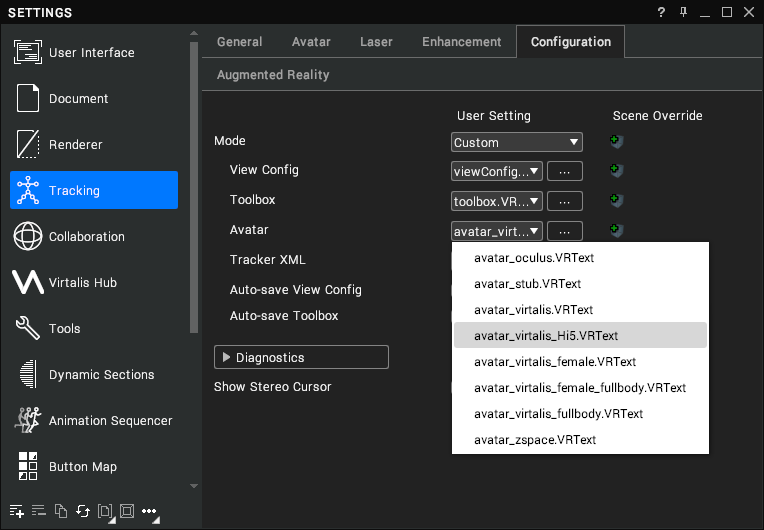 SETTINGS
?
User Interface
Document
Renderer
Tracking
Collaboration
Virtalis Hub
Tools
Dynamic Sections
Animation Sequencer
Button Map
General Avatar Laser Enhancement Configuration
Augmented Reality
User Setting Scene Override
Mode Custom
View Config viewConfig... ...
Toolbox toolbox.VR... ...
Avatar avatar_virt... ...
Tracker XML
Auto-save View Config
Auto-save Toolbox
Diagnostics
Show Stereo Cursor
avatar_oculus.VRText
avatar_stub.VRText
avatar_virtalis.VRText
avatar_virtalis_Hi5.VRText
avatar_virtalis_female.VRText
avatar_virtalis_female_fullbody.VRText
avatar_virtalis_fullbody.VRText
avatar_zspace.VRText